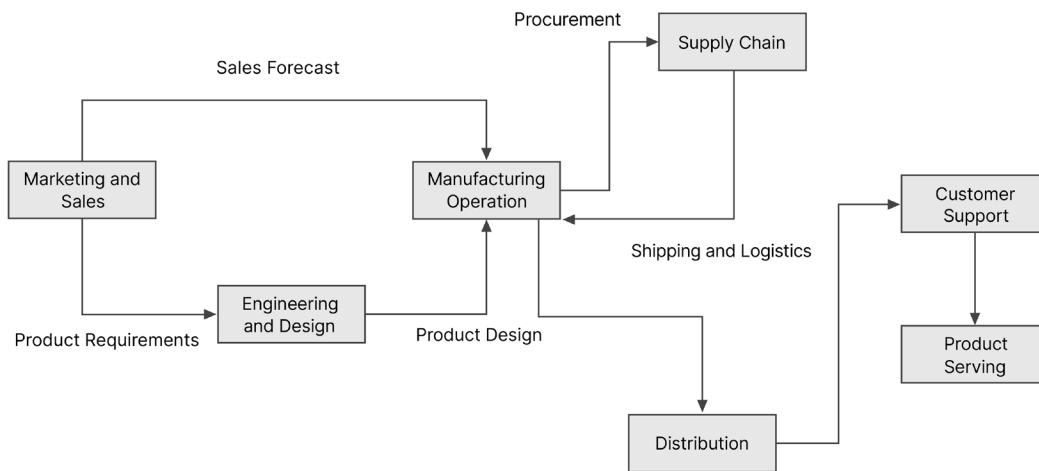 Procurement
Supply Chain
Sales Forecast
Marketing and
Sales
Manufacturing
Operation
Customer
Support
Shipping and Logistics
Engineering
and Design
Product Requirements
Product Design
Product
Serving
Distribution